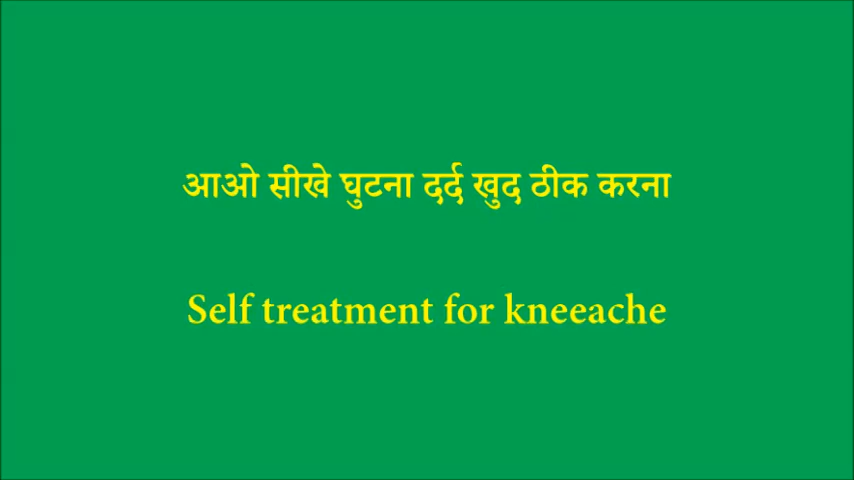 आओ सीखे घुटना दर्द खुद ठीक करना
Self treatment for kneeache